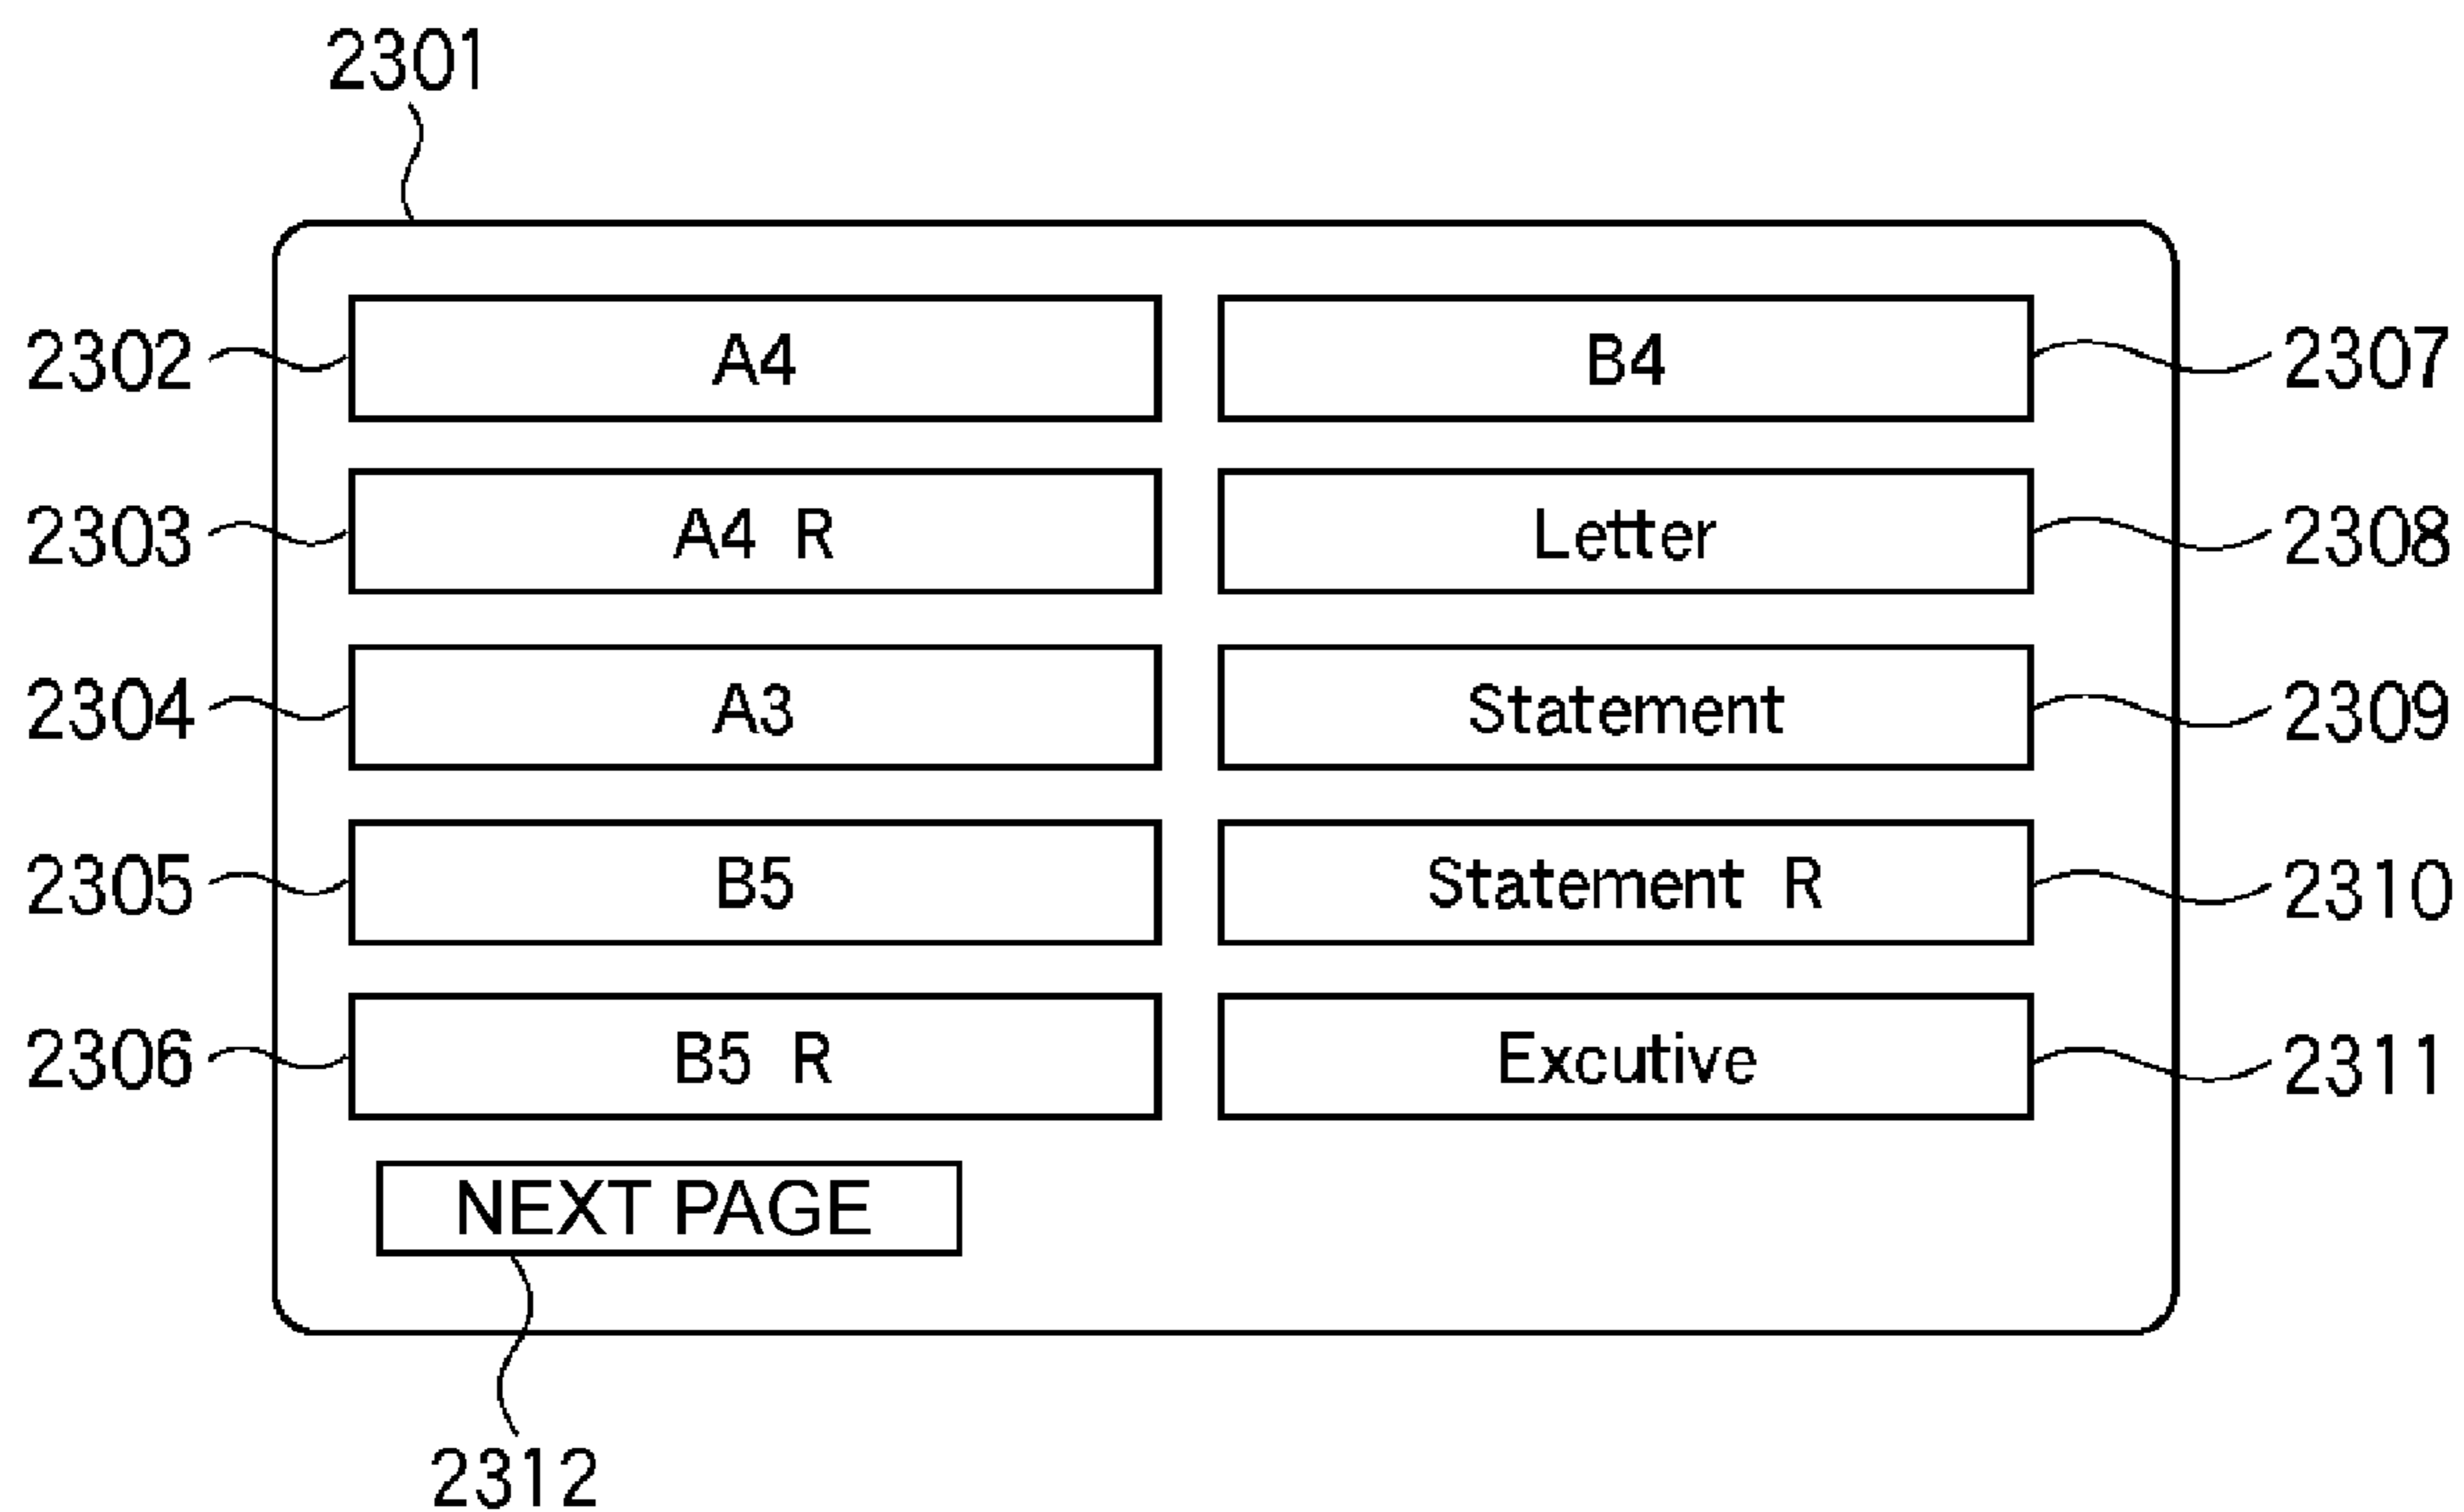 2301
2302 A4 B4 2307
2303 A4 R Letter 2308
2304 A3 Statement 2309
2305 B5 Statement R 2310
2306 B5 R Excutive 2311
NEXT PAGE
2312